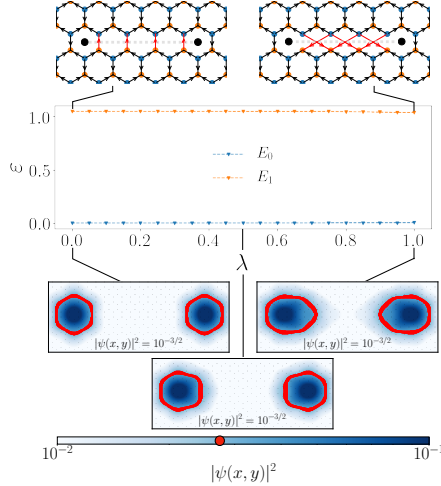 1.0
0.5
0.0
ε
E₀
E₁
0.0 0.2 0.4 0.6 0.8 1.0
λ
|ψ(x, y)|² = 10^{-3/2}
|ψ(x, y)|² = 10^{-3/2}
|ψ(x, y)|² = 10^{-3/2}
10^{-2}
|ψ(x, y)|²